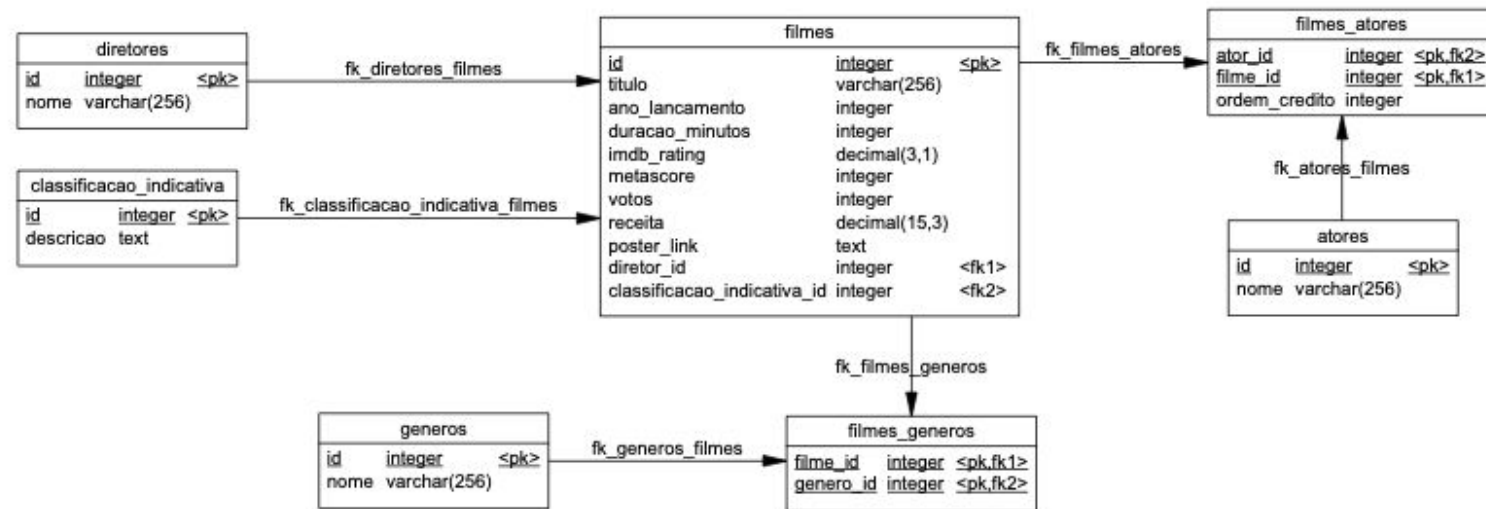 diretores
id integer <pk>
nome varchar(256)
fk_diretores_filmes
classificacao_indicativa
id integer <pk>
descricao text
fk_classificacao_indicativa_filmes
filmes
id integer <pk>
titulo varchar(256)
ano_lancamento integer
duracao_minutos integer
imdb_rating decimal(3,1)
metascore integer
votos integer
receita decimal(15,3)
poster_link text
diretor_id integer <fk1>
classificacao_indicativa_id integer <fk2>
fk_filmes_atores
filmes_atores
ator_id integer <pk,fk2>
filme_id integer <pk,fk1>
ordem_credito integer
fk_atores_filmes
atores
id integer <pk>
nome varchar(256)
fk_filmes_generos
generos
id integer <pk>
nome varchar(256)
fk_generos_filmes
filmes_generos
filme_id integer <pk,fk1>
genero_id integer <pk,fk2>